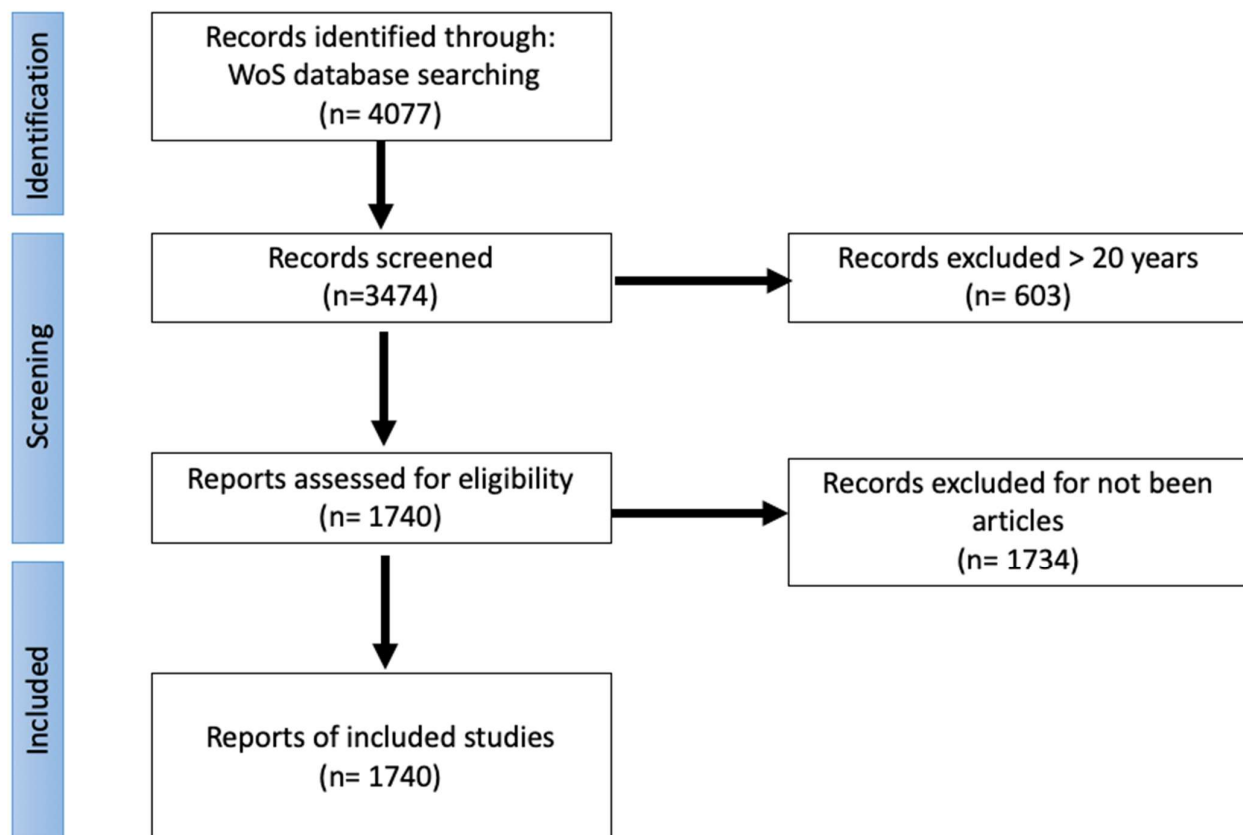 Identification
Records identified through:
WoS database searching
(n= 4077)
Screening
Records screened
(n=3474)
Records excluded > 20 years
(n= 603)
Reports assessed for eligibility
(n= 1740)
Records excluded for not been
articles
(n= 1734)
Included
Reports of included studies
(n= 1740)